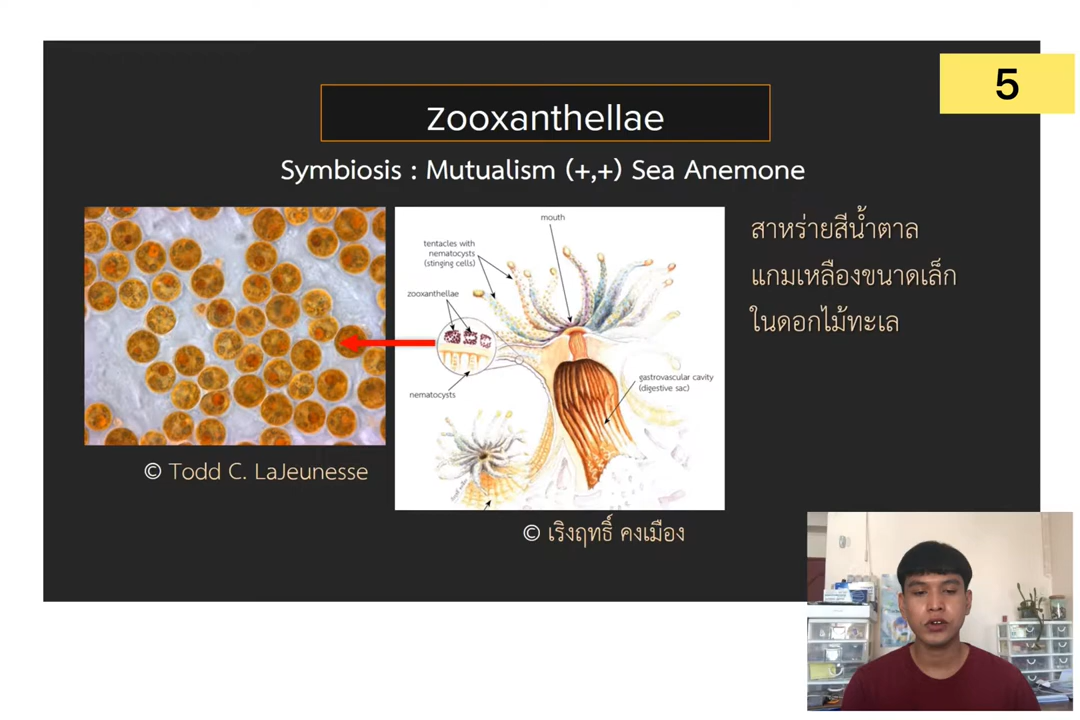 5
zooxanthellae
Symbiosis : Mutualism (+,+) Sea Anemone
mouth
tentacles with
nematocysts
(stinging cells)
zooxanthellae
nematocysts
gastrovascular cavity
(digestive sac)
สาหร่ายสีน้ำตาล
แกมเหลืองขนาดเล็ก
ในดอกไม้ทะเล
© Todd C. LaJeunesse
© เริงฤทธิ์ คงเมือง